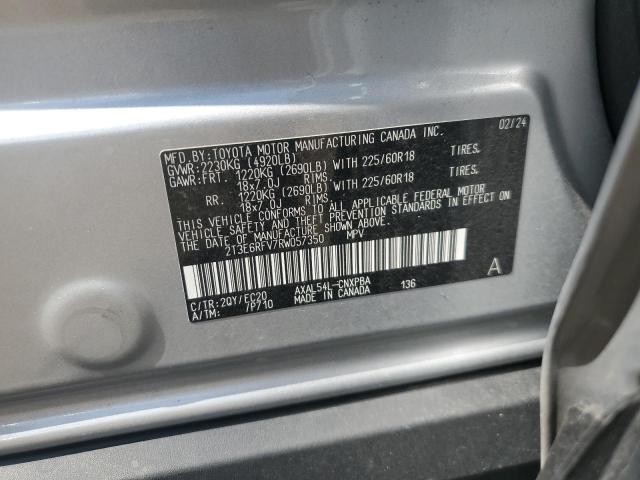 MFD. BY:TOYOTA MOTOR MANUFACTURING CANADA INC. 02/24
GVWR:2230KG (4920LB)
GAWR:FRT. 1220KG (2690LB) WITH 225/60R18 TIRES.
18x7.0J RIMS.
RR. 1220KG (2690LB) WITH 225/60R18 TIRES.
18x7.0J RIMS.
THIS VEHICLE CONFORMS TO ALL APPLICABLE FEDERAL MOTOR
VEHICLE SAFETY AND THEFT PREVENTION STANDARDS IN EFFECT ON
THE DATE OF MANUFACTURE SHOWN ABOVE.
2T3E6RFV7RW057350 MPV
A
C/TR:2QY/EC20 AXAL54L-CNXPBA 136
A/TM: /P710 MADE IN CANADA